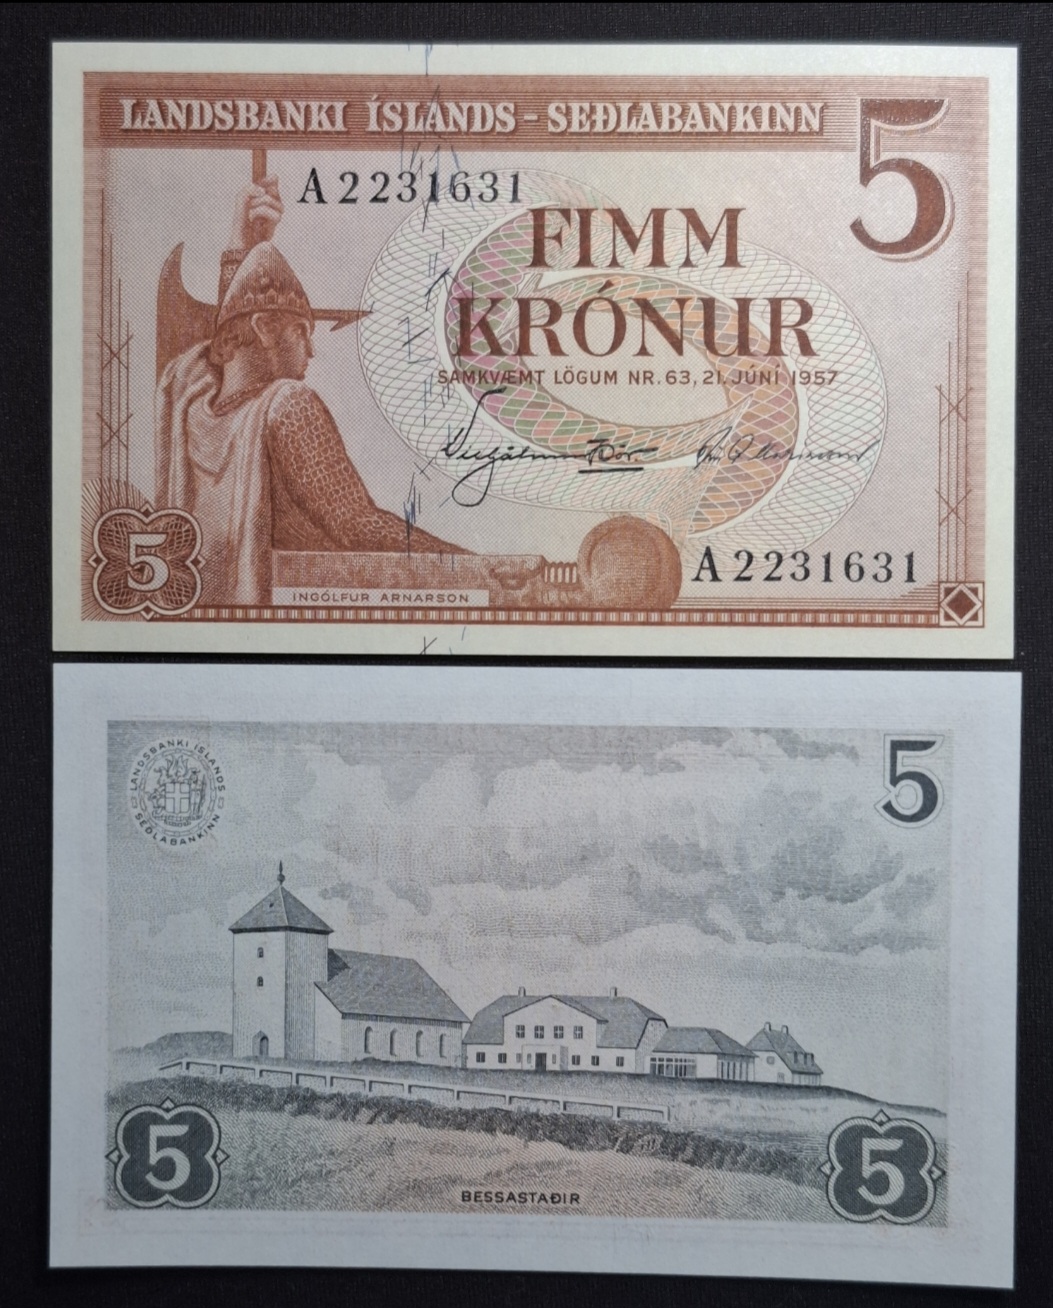 LANDSBANKI ÍSLANDS - SEÐLABANKINN
5
A2231631
FIMM
KRÓNUR
SAMKVÆMT LÖGUM NR. 63, 21. JÚNÍ 1957
A2231631
5
INGÓLFUR ARNARSON
LANDSBANKI ÍSLANDS
SEÐLABANKINN
5
5
5
BESSASTAÐIR